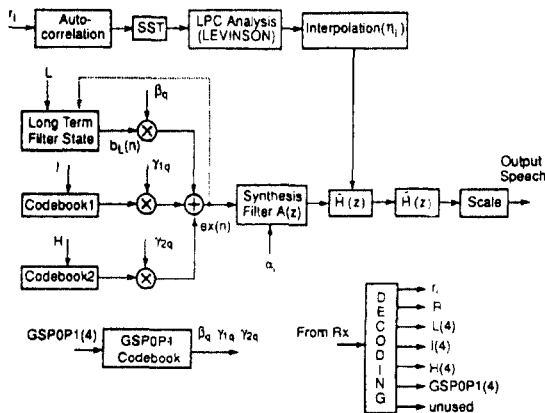 r_i
Auto-
correlation
SST
LPC Analysis
(LEVINSON)
Interpolation(η_i)
L
β_q
Long Term
Filter State
b_L(n)
I
γ_1q
Codebook1
ex(n)
Synthesis
Filter A(z)
α_i
H̃(z)
H̃(z)
Scale
Output
Speech
H
γ_2q
Codebook2
GSP0P1(4)
GSP0P1
Codebook
β_q γ_1q γ_2q
From Rx
DECODING
r_i
R
L(4)
I(4)
H(4)
GSP0P1(4)
unused